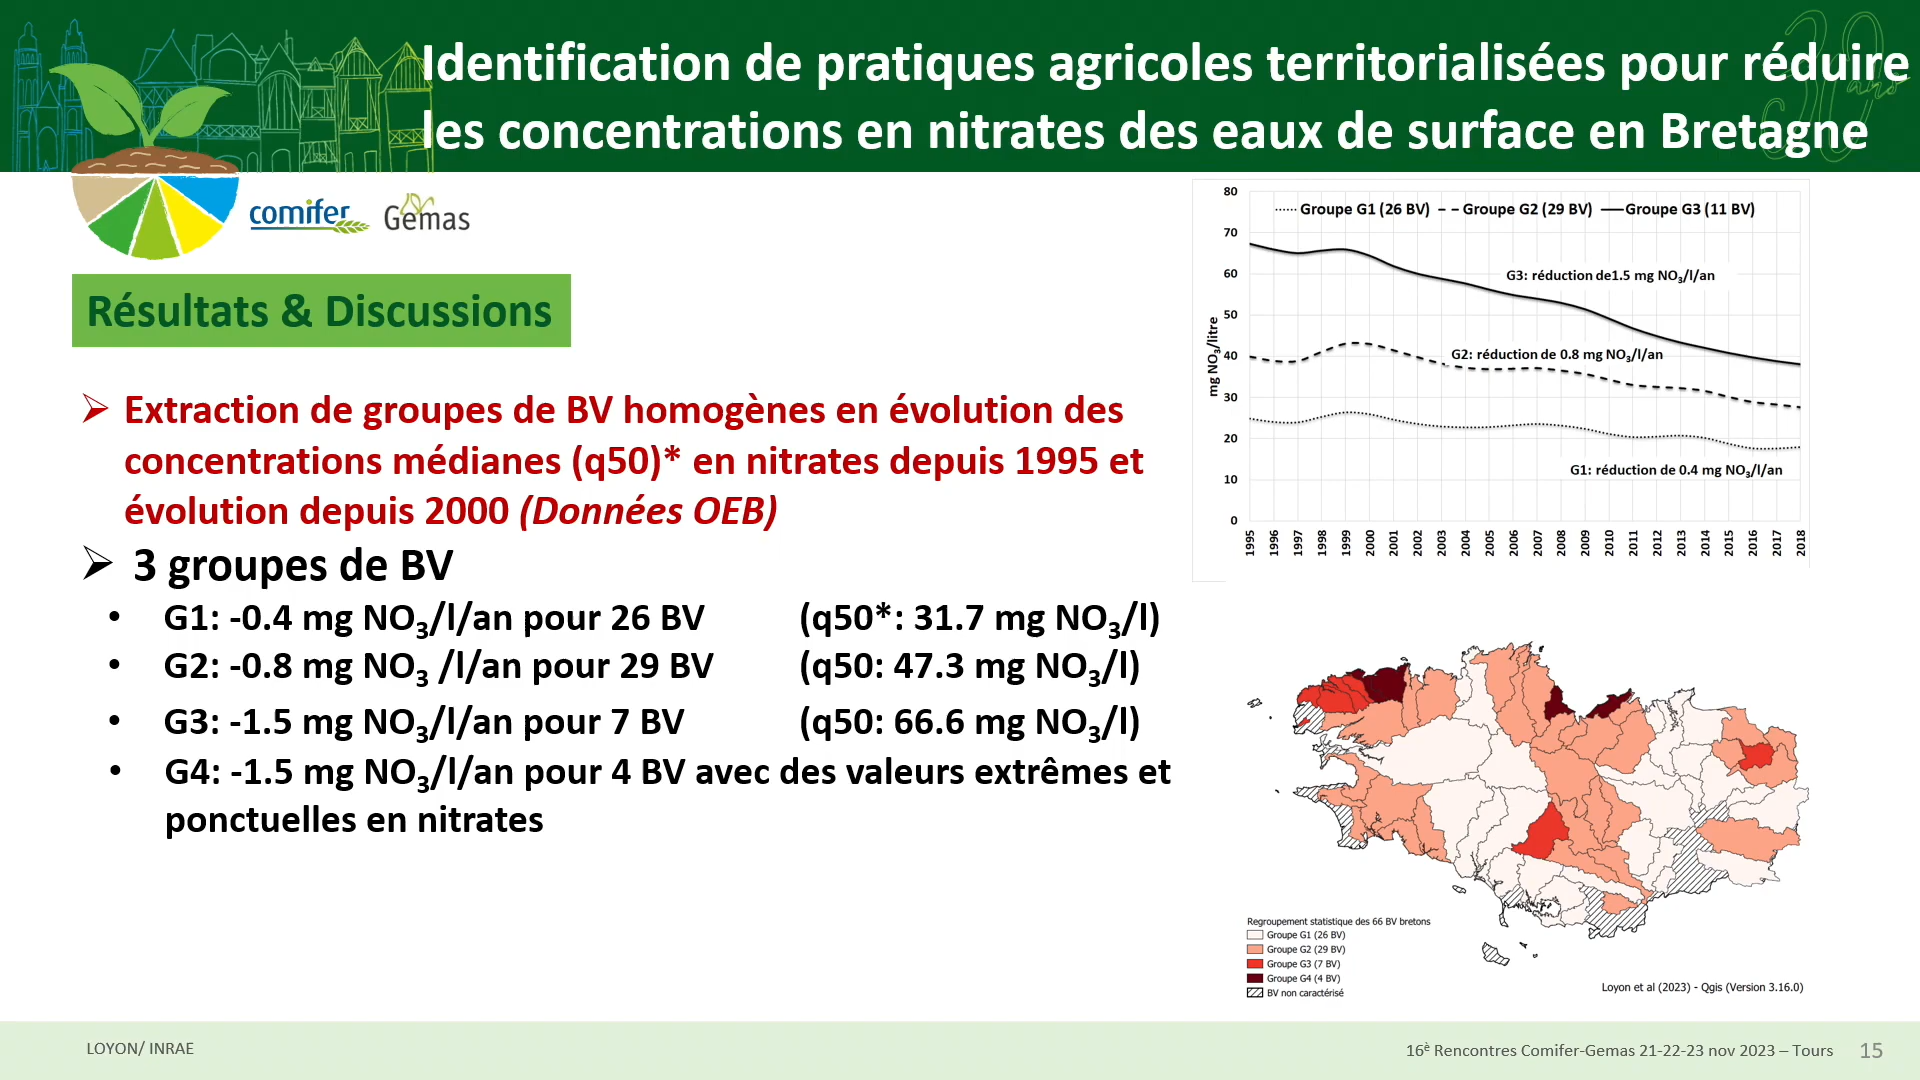 Identification de pratiques agricoles territorialisées pour réduire
les concentrations en nitrates des eaux de surface en Bretagne
30 ans
comifer
Gemas
Résultats & Discussions
➢ Extraction de groupes de BV homogènes en évolution des
concentrations médianes (q50)* en nitrates depuis 1995 et
évolution depuis 2000 (Données OEB)
➢ 3 groupes de BV
• G1: -0.4 mg NO₃/l/an pour 26 BV (q50*: 31.7 mg NO₃/l)
• G2: -0.8 mg NO₃ /l/an pour 29 BV (q50: 47.3 mg NO₃/l)
• G3: -1.5 mg NO₃/l/an pour 7 BV (q50: 66.6 mg NO₃/l)
• G4: -1.5 mg NO₃/l/an pour 4 BV avec des valeurs extrêmes et
ponctuelles en nitrates
Groupe G1 (26 BV) Groupe G2 (29 BV) Groupe G3 (11 BV)
mg NO₃/litre
80
70
60
50
40
30
20
10
0
G3: réduction de1.5 mg NO₃/l/an
G2: réduction de 0.8 mg NO₃/l/an
G1: réduction de 0.4 mg NO₃/l/an
1995 1996 1997 1998 1999 2000 2001 2002 2003 2004 2005 2006 2007 2008 2009 2010 2011 2012 2013 2014 2015 2016 2017 2018
Regroupement statistique des 66 BV bretons
Groupe G1 (26 BV)
Groupe G2 (29 BV)
Groupe G3 (7 BV)
Groupe G4 (4 BV)
BV non caractérisé
Loyon et al (2023) - Qgis (Version 3.16.0)
LOYON/ INRAE
16è Rencontres Comifer-Gemas 21-22-23 nov 2023 – Tours 15